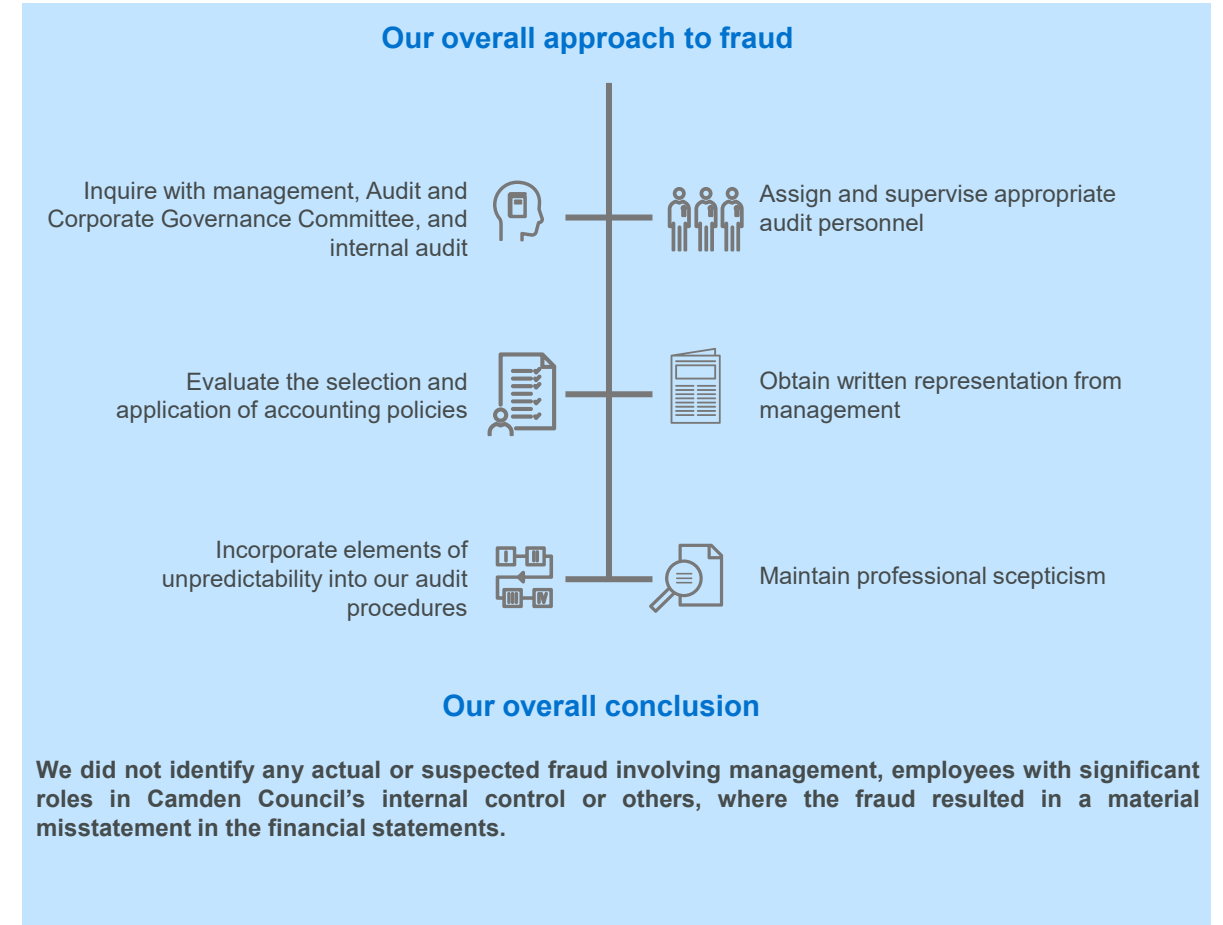 Our overall approach to fraud
Inquire with management, Audit and
Corporate Governance Committee, and
internal audit
Assign and supervise appropriate
audit personnel
Evaluate the selection and
application of accounting policies
Obtain written representation from
management
Incorporate elements of
unpredictability into our audit
procedures
I II
III IV
Maintain professional scepticism
Our overall conclusion
We did not identify any actual or suspected fraud involving management, employees with significant
roles in Camden Council’s internal control or others, where the fraud resulted in a material
misstatement in the financial statements.